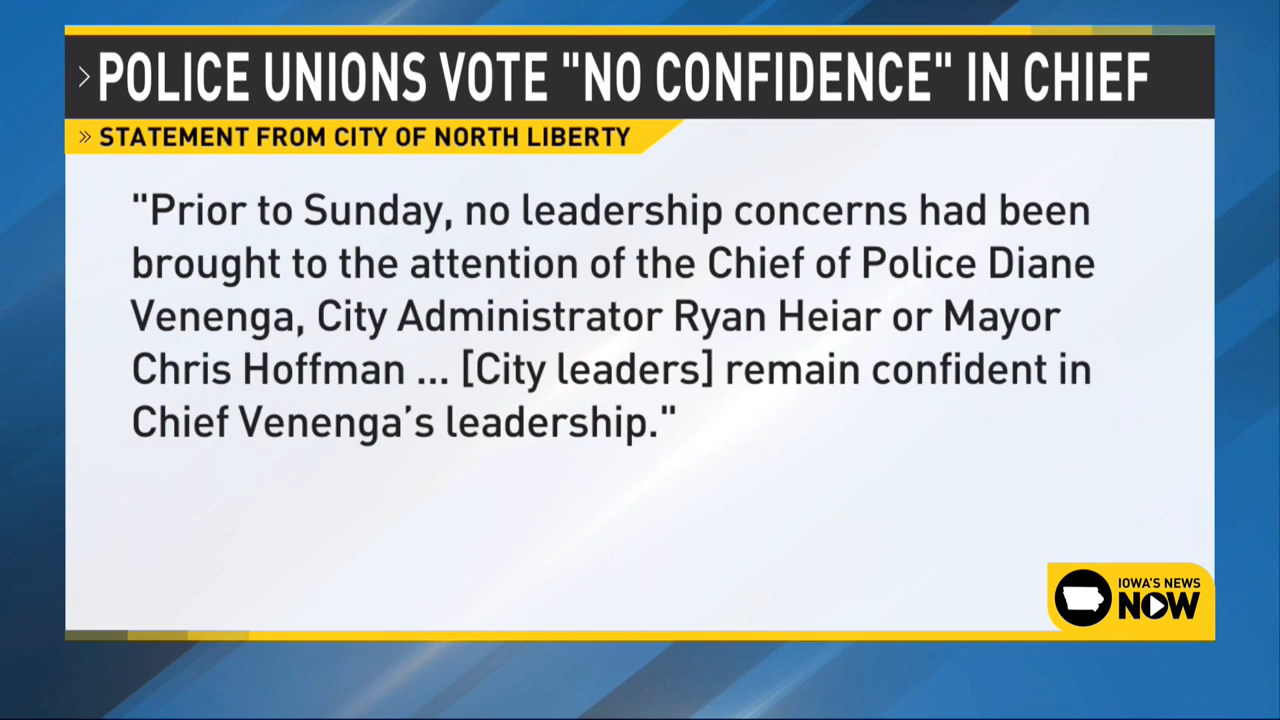 POLICE UNIONS VOTE "NO CONFIDENCE" IN CHIEF
STATEMENT FROM CITY OF NORTH LIBERTY
"Prior to Sunday, no leadership concerns had been
brought to the attention of the Chief of Police Diane
Venenga, City Administrator Ryan Heiar or Mayor
Chris Hoffman ... [City leaders] remain confident in
Chief Venenga’s leadership."
IOWA'S NEWS
NOW